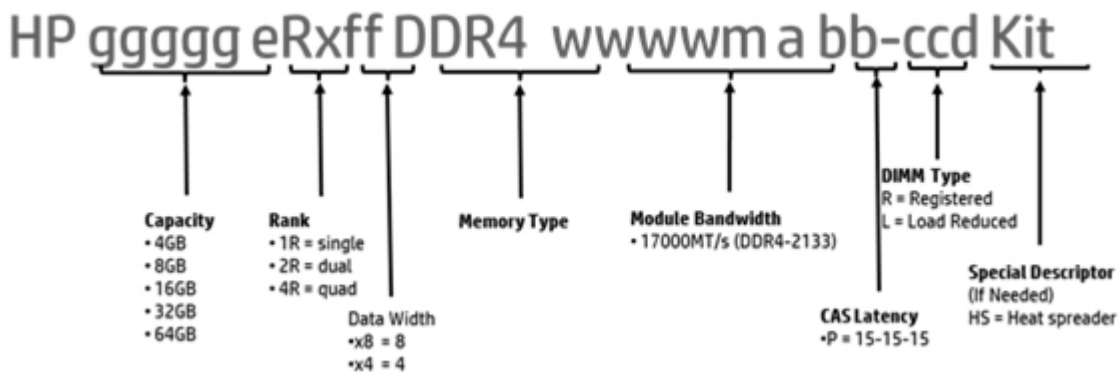 HP ggggg eRxff DDR4 wwwwm a bb-ccd Kit
Capacity
• 4GB
• 8GB
• 16GB
• 32GB
• 64GB
Rank
• 1R = single
• 2R = dual
• 4R = quad
Data Width
•x8 = 8
•x4 = 4
Memory Type
Module Bandwidth
• 17000MT/s (DDR4-2133)
CAS Latency
•P = 15-15-15
DIMM Type
R = Registered
L = Load Reduced
Special Descriptor
(If Needed)
HS = Heat spreader